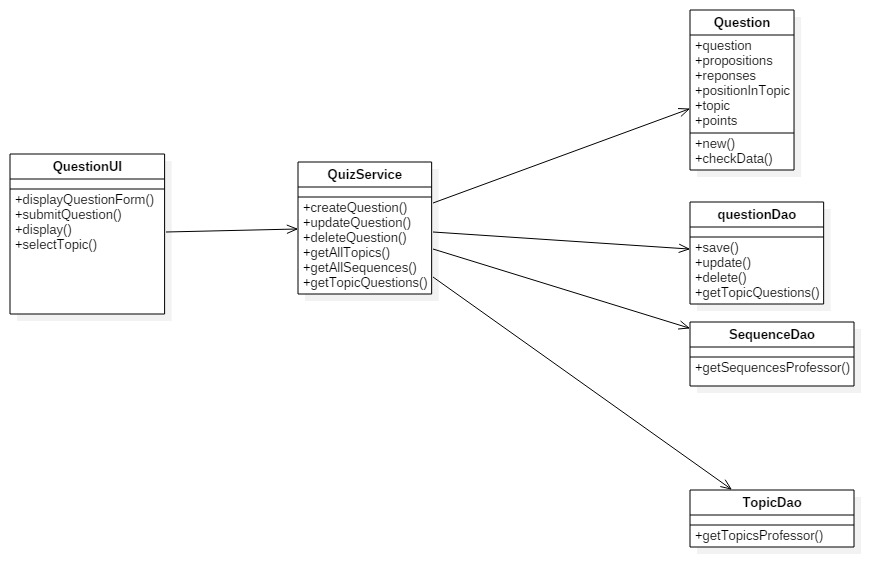 QuestionUI
+displayQuestionForm()
+submitQuestion()
+display()
+selectTopic()
QuizService
+createQuestion()
+updateQuestion()
+deleteQuestion()
+getAllTopics()
+getAllSequences()
+getTopicQuestions()
Question
+question
+propositions
+reponses
+positionInTopic
+topic
+points
+new()
+checkData()
questionDao
+save()
+update()
+delete()
+getTopicQuestions()
SequenceDao
+getSequencesProfessor()
TopicDao
+getTopicsProfessor()